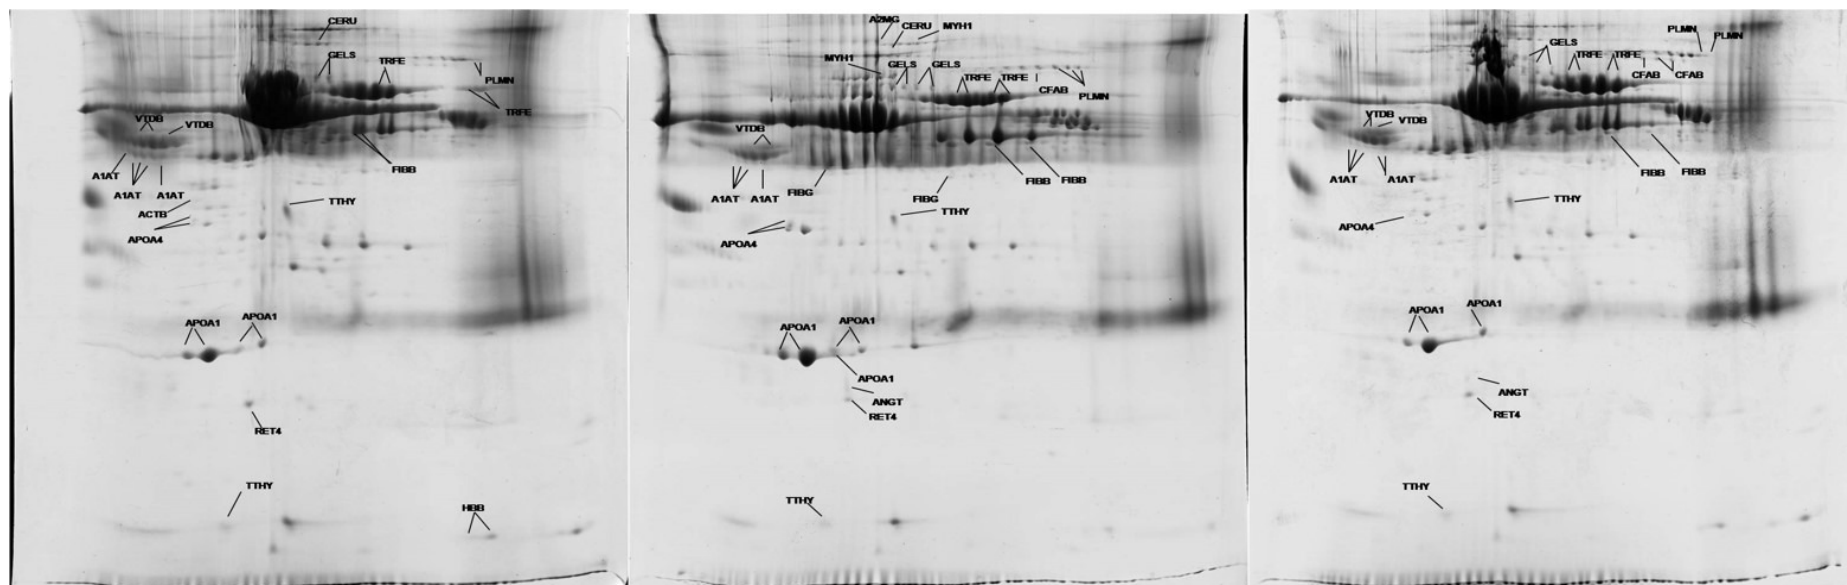 CERU
GELS
TRFE
PLMN
TRFE
VTDB
VTDB
FIBB
A1AT
A1AT
A1AT
ACTB
TTHY
APOA4
APOA1
APOA1
RET4
TTHY
HBB
A2MG
CERU
MYH1
MYH1
GELS
GELS
TRFE
TRFE
CFAB
PLMN
VTDB
FIBB
FIBB
A1AT
A1AT
FIBG
FIBG
TTHY
APOA4
APOA1
APOA1
APOA1
ANGT
RET4
TTHY
PLMN
PLMN
GELS
TRFE
TRFE
CFAB
CFAB
VTDB
VTDB
FIBB
FIBB
A1AT
A1AT
TTHY
APOA4
APOA1
APOA1
ANGT
RET4
TTHY